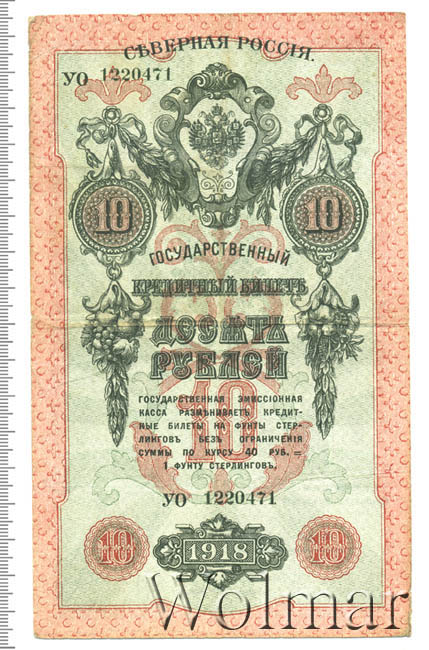 СѢВЕРНАЯ РОССІЯ.
УО 1220471
10 10
ГОСУДАРСТВЕННЫЙ
КРЕДИТНЫЙ БИЛЕТЪ
ДЕСЯТЬ
РУБЛЕЙ
10
ГОСУДАРСТВЕННАЯ ЭМИССІОННАЯ
КАССА РАЗМѢНИВАЕТЪ КРЕДИТ-
НЫЕ БИЛЕТЫ НА ФУНТЫ СТЕР-
ЛИНГОВЪ БЕЗЪ ОГРАНИЧЕНІЯ
СУММЫ ПО КУРСУ 40 РУБ. =
1 ФУНТУ СТЕРЛИНГОВЪ.
УО 1220471
10 1918 10
Wolmar